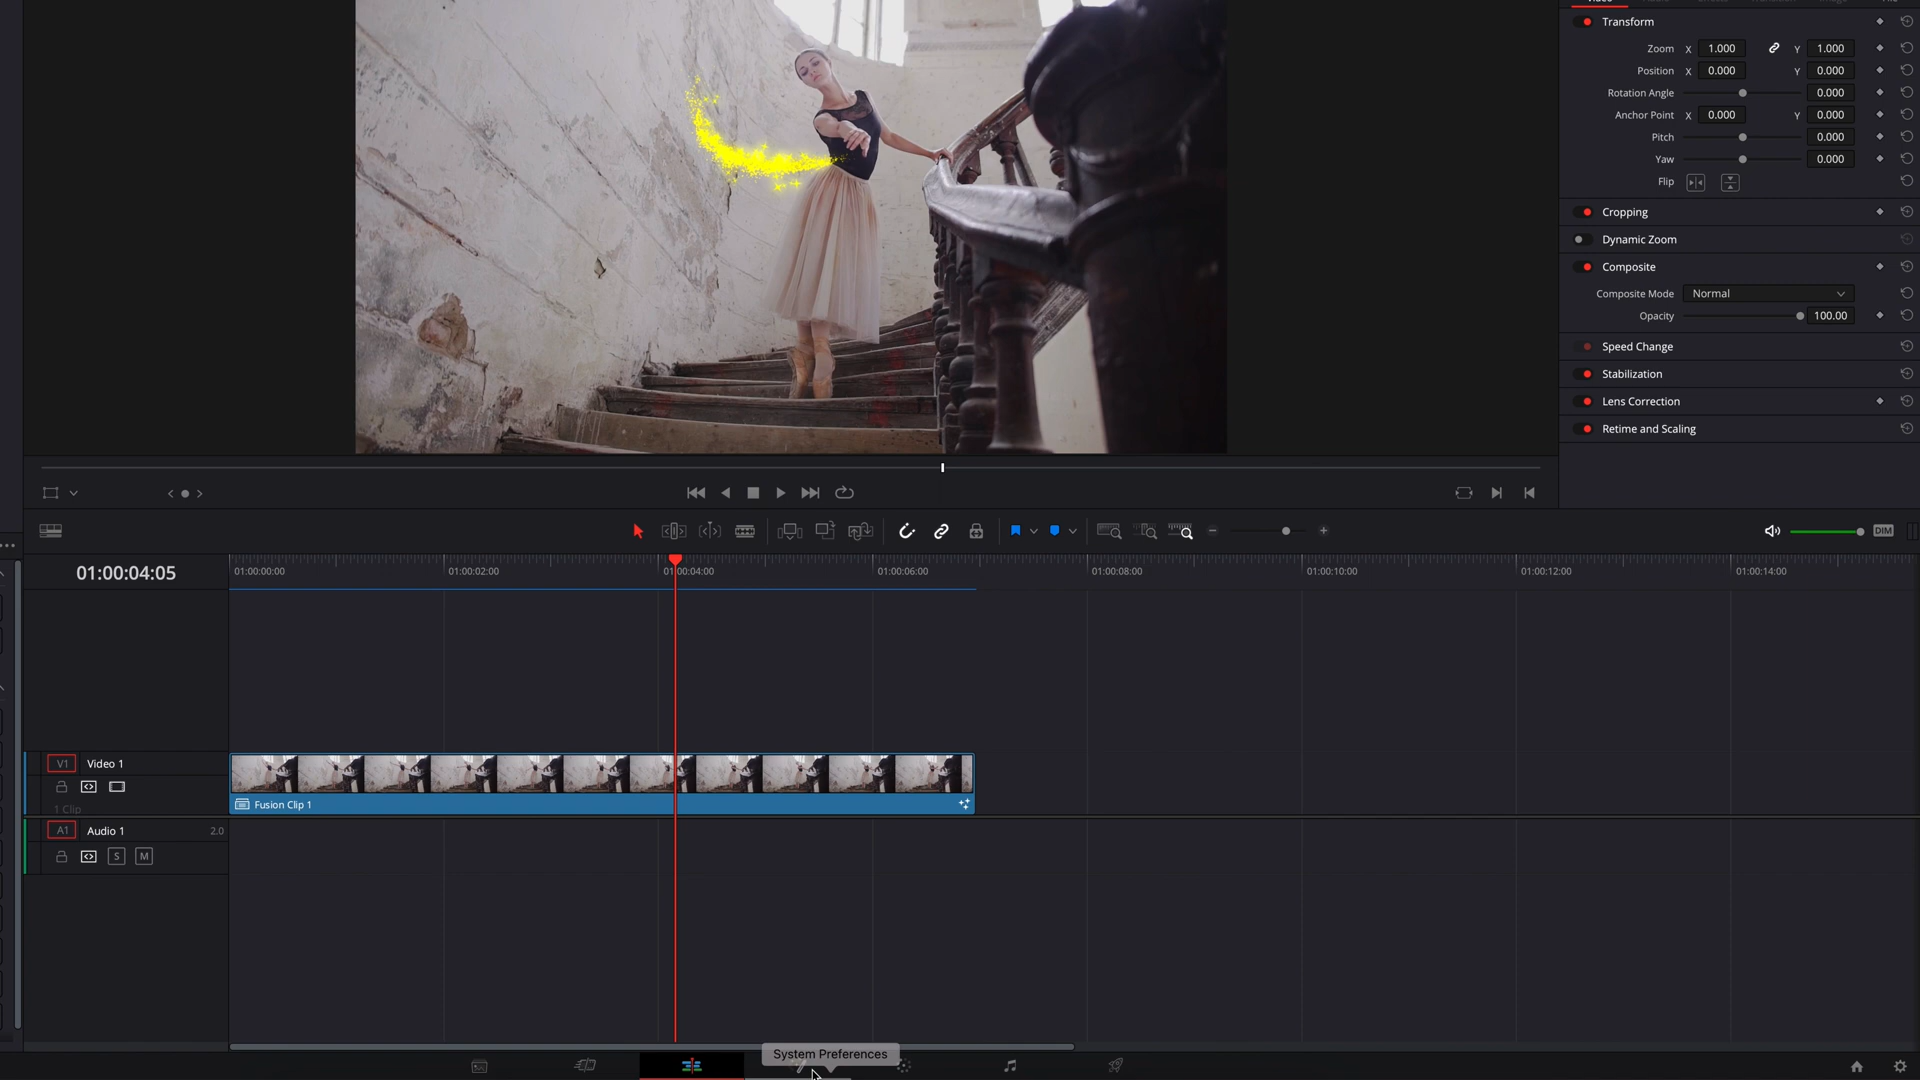 Transform
Zoom X 1.000 Y 1.000
Position X 0.000 Y 0.000
Rotation Angle 0.000
Anchor Point X 0.000 Y 0.000
Pitch 0.000
Yaw 0.000
Flip
Cropping
Dynamic Zoom
Composite
Composite Mode Normal
Opacity 100.00
Speed Change
Stabilization
Lens Correction
Retime and Scaling
DIM
01:00:04:05
01:00:00:00 01:00:02:00 01:00:04:00 01:00:06:00 01:00:08:00 01:00:10:00 01:00:12:00 01:00:14:00
V1 Video 1
1 Clip
Fusion Clip 1
A1 Audio 1 2.0
S M
System Preferences